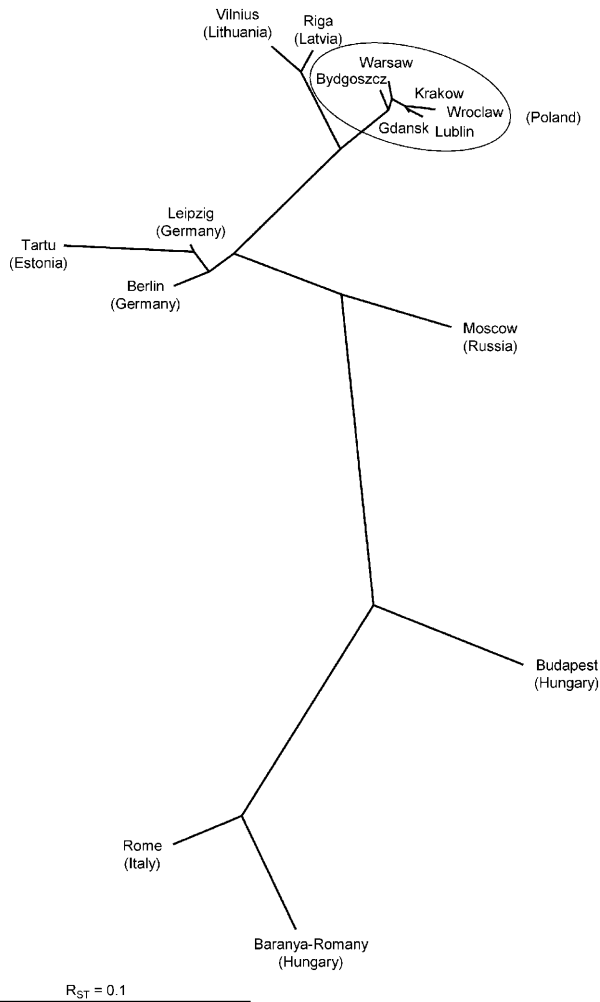 Vilnius
(Lithuania)
Riga
(Latvia)
Warsaw
Bydgoszcz
Krakow
Wroclaw
Gdansk
Lublin
(Poland)
Leipzig
(Germany)
Tartu
(Estonia)
Berlin
(Germany)
Moscow
(Russia)
Budapest
(Hungary)
Rome
(Italy)
Baranya-Romany
(Hungary)
RST = 0.1